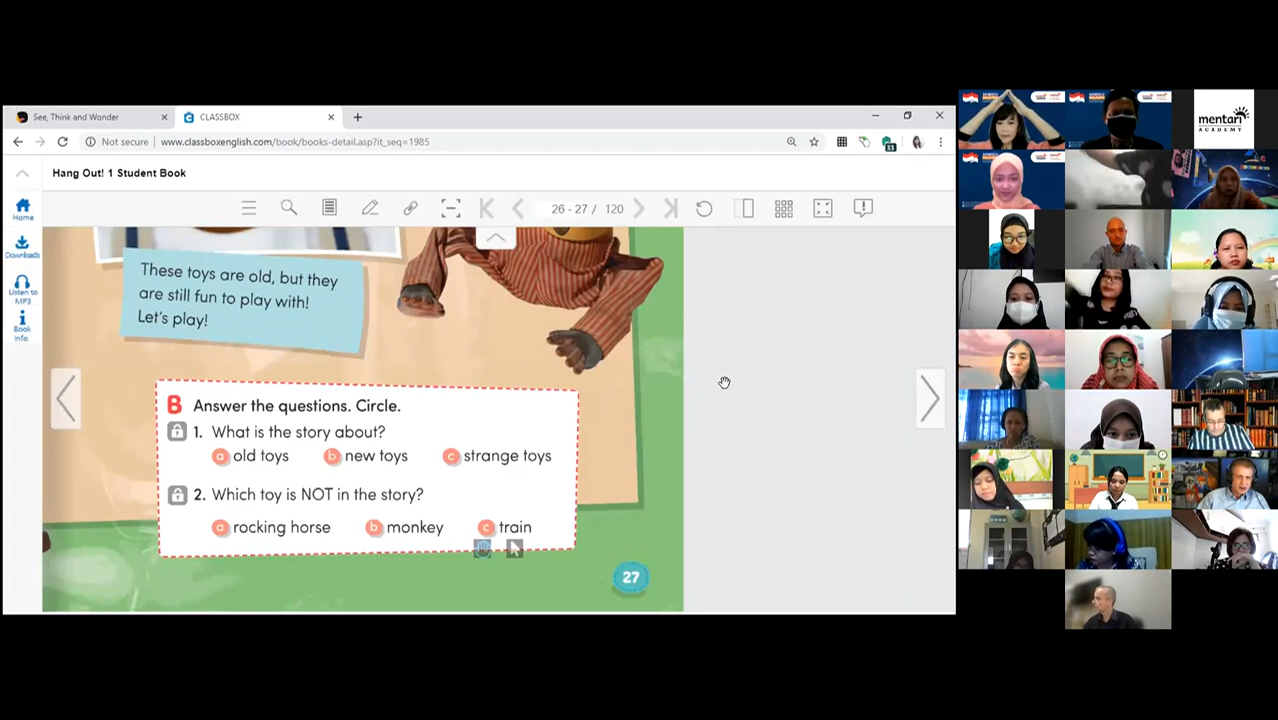 See, Think and Wonder
CLASSBOX
Not secure
www.classboxenglish.com/book/books-detail.asp?it_seq=1985
33
Hang Out! 1 Student Book
Home
Downloads
Listen to
MP3
Book
Info.
26 - 27 / 120
These toys are old, but they
are still fun to play with!
Let's play!
B Answer the questions. Circle.
1. What is the story about?
a old toys b new toys c strange toys
2. Which toy is NOT in the story?
a rocking horse b monkey c train
27
mentari
ACADEMY